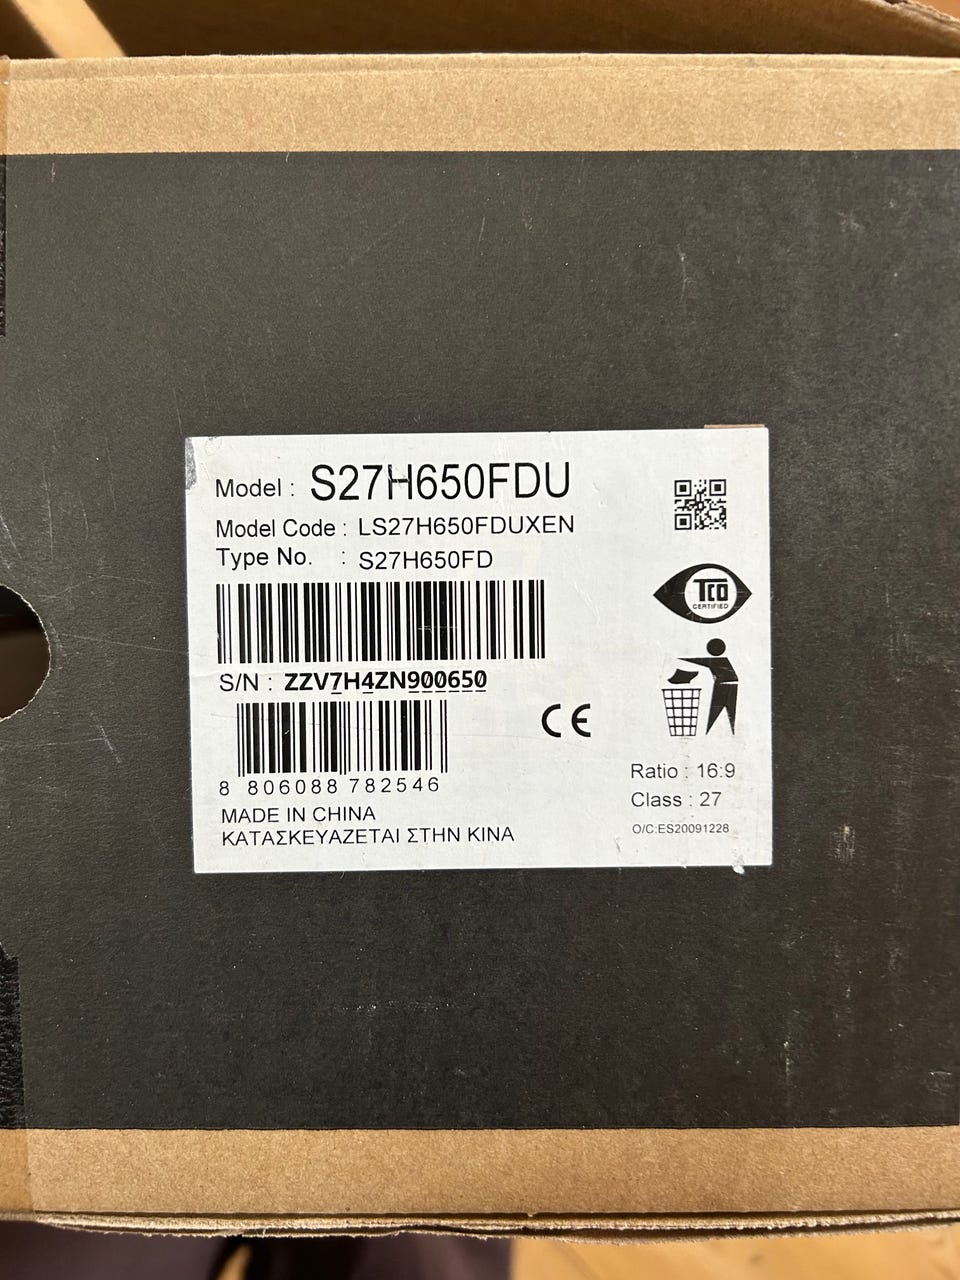 Model : S27H650FDU
Model Code : LS27H650FDUXEN
Type No. : S27H650FD
TCO
CERTIFIED
S/N : ZZV7H4ZN900650
CE
8 806088 782546
Ratio : 16:9
Class : 27
MADE IN CHINA
ΚΑΤΑΣΚΕΥΑΖΕΤΑΙ ΣΤΗΝ ΚΙΝΑ
O/C:ES20091228